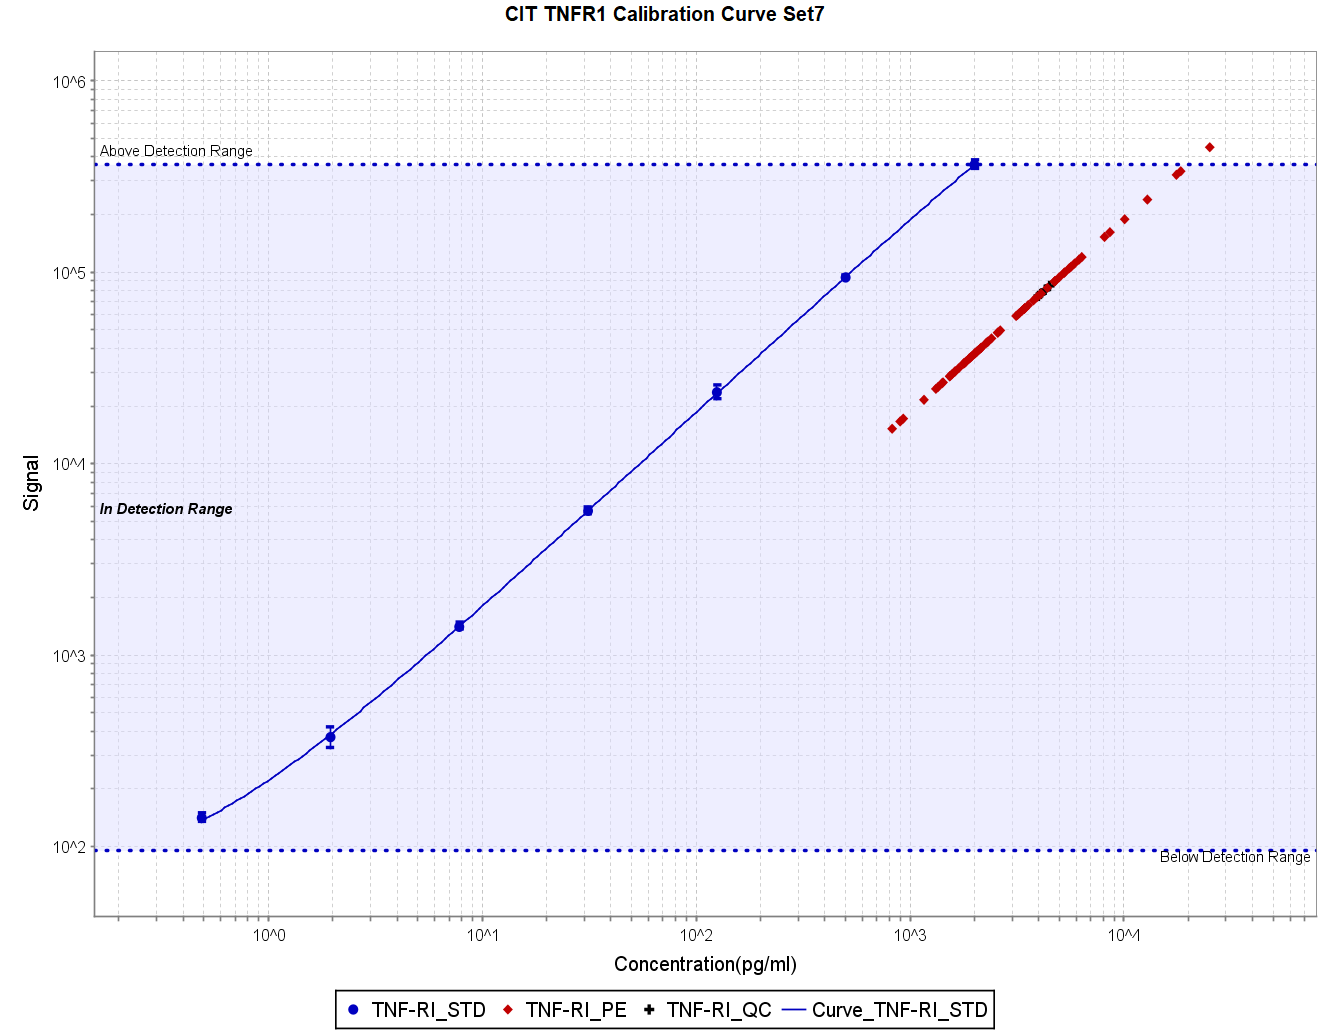 CIT TNFR1 Calibration Curve Set7
10^6
Above Detection Range
10^5
10^4
Signal
In Detection Range
10^3
10^2
Below Detection Range
10^0 10^1 10^2 10^3 10^4
Concentration(pg/ml)
TNF-RI_STD TNF-RI_PE TNF-RI_QC Curve_TNF-RI_STD